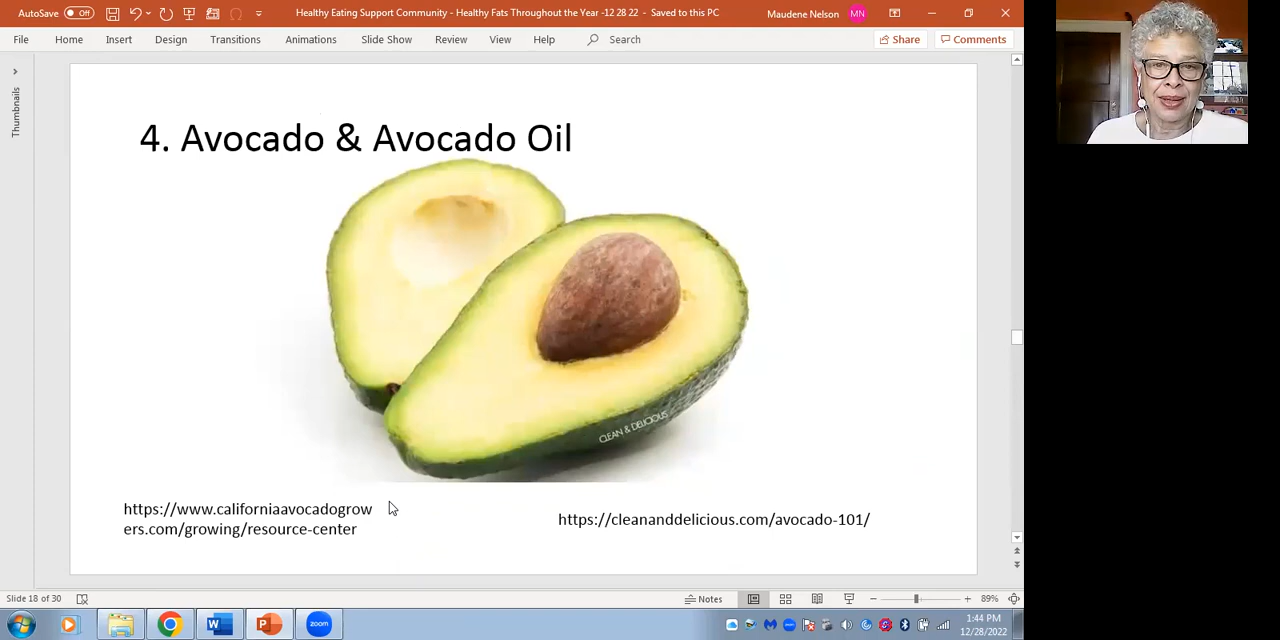 AutoSave Off Healthy Eating Support Community - Healthy Fats Throughout the Year -12 28 22 - Saved to this PC Maudene Nelson MN
File Home Insert Design Transitions Animations Slide Show Review View Help Search Share Comments
Thumbnails
4. Avocado & Avocado Oil
CLEAN & DELICIOUS
https://www.californiaavocadogrow
ers.com/growing/resource-center
https://cleananddelicious.com/avocado-101/
Slide 18 of 30 Notes 89%
zoom
1:44 PM
12/28/2022